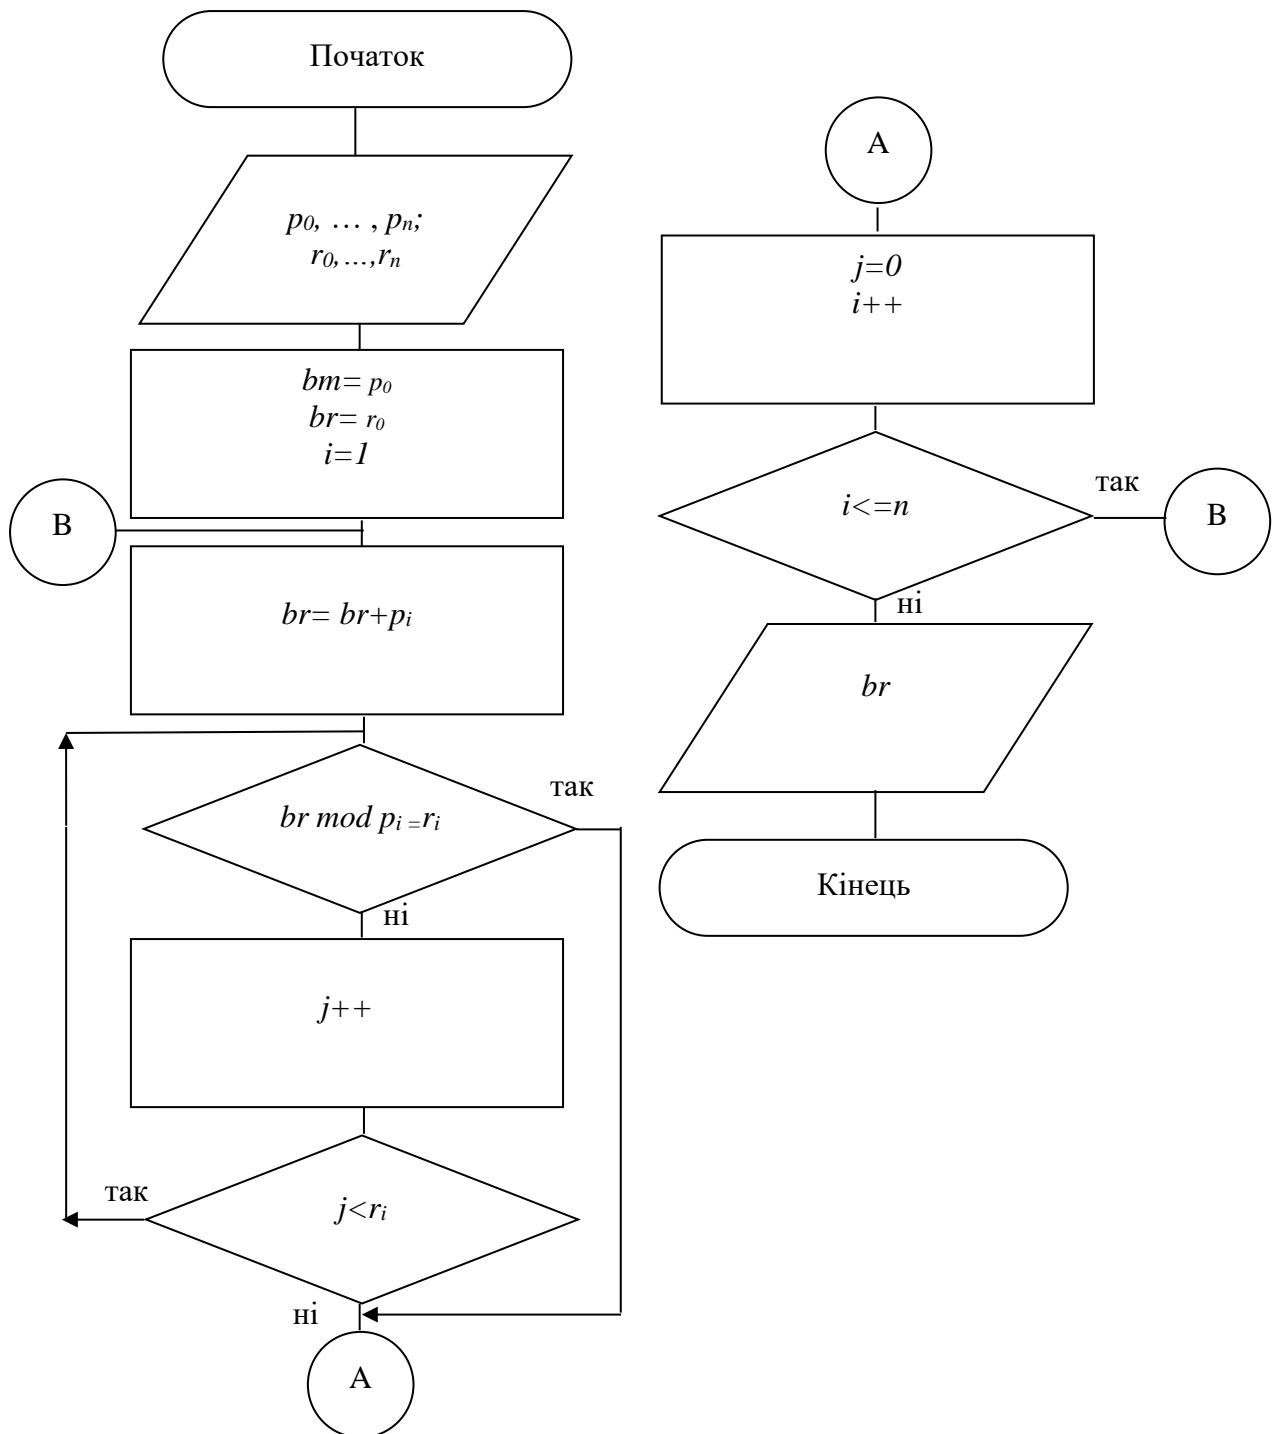 Початок
p0, … , pn;
r0,…,rn
bm= p0
br= r0
i=1
B
br= br+pi
br mod pi =ri
так
ні
j++
j<ri
так
ні
A
A
j=0
i++
i<=n
так
B
ні
br
Кінець